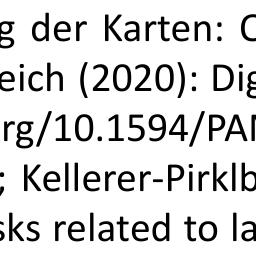 g der Karten: C
eich (2020): Dig
rg/10.1594/PAN
; Kellerer-Pirklb
sks related to la